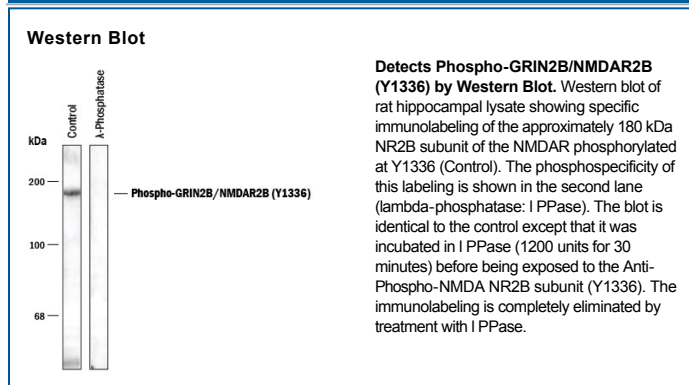 Western Blot
Control
λ-Phosphatase
kDa
200
Phospho-GRIN2B/NMDAR2B (Y1336)
100
68
Detects Phospho-GRIN2B/NMDAR2B
(Y1336) by Western Blot. Western blot of
rat hippocampal lysate showing specific
immunolabeling of the approximately 180 kDa
NR2B subunit of the NMDAR phosphorylated
at Y1336 (Control). The phosphospecificity of
this labeling is shown in the second lane
(lambda-phosphatase: l PPase). The blot is
identical to the control except that it was
incubated in l PPase (1200 units for 30
minutes) before being exposed to the Anti-
Phospho-NMDA NR2B subunit (Y1336). The
immunolabeling is completely eliminated by
treatment with l PPase.